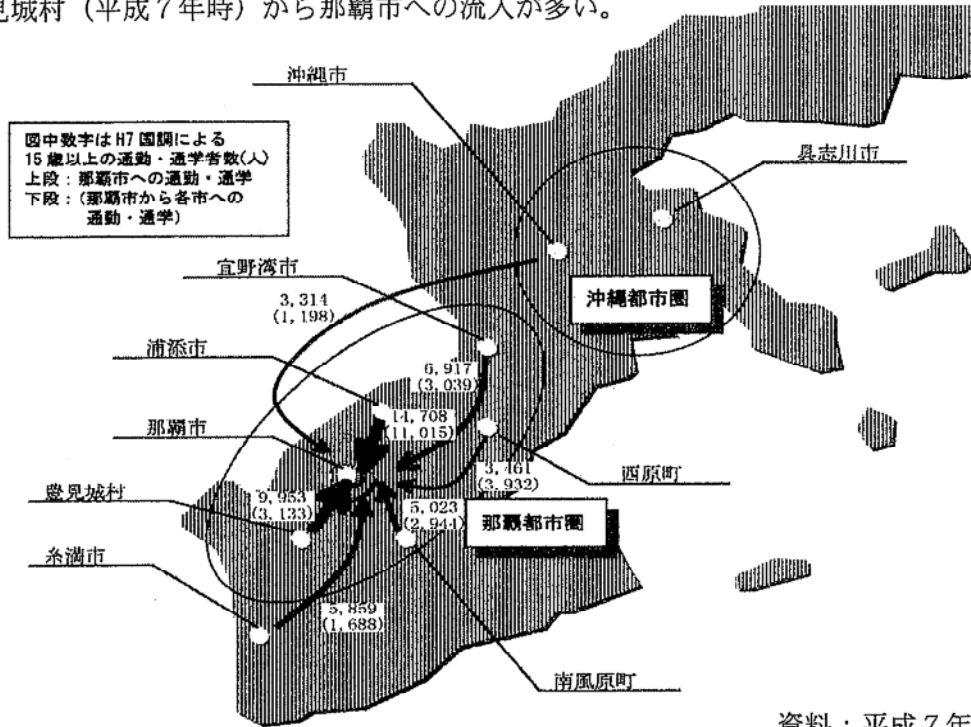 見城村（平成７年時）から那覇市への流入が多い。
沖縄市
図中数字は H7 国調による
15 歳以上の通勤・通学者数(人)
上段：那覇市への通勤・通学
下段：(那覇市から各市への
通勤・通学)
具志川市
宜野湾市
沖縄都市圏
3,314
(1,198)
浦添市
6,917
(3,039)
14,708
(11,015)
那覇市
3,461
(3,932)
西原町
豊見城村
9,953
(3,133)
5,023
(2,944)
那覇都市圏
糸満市
5,859
(1,688)
南風原町
資料：平成７年